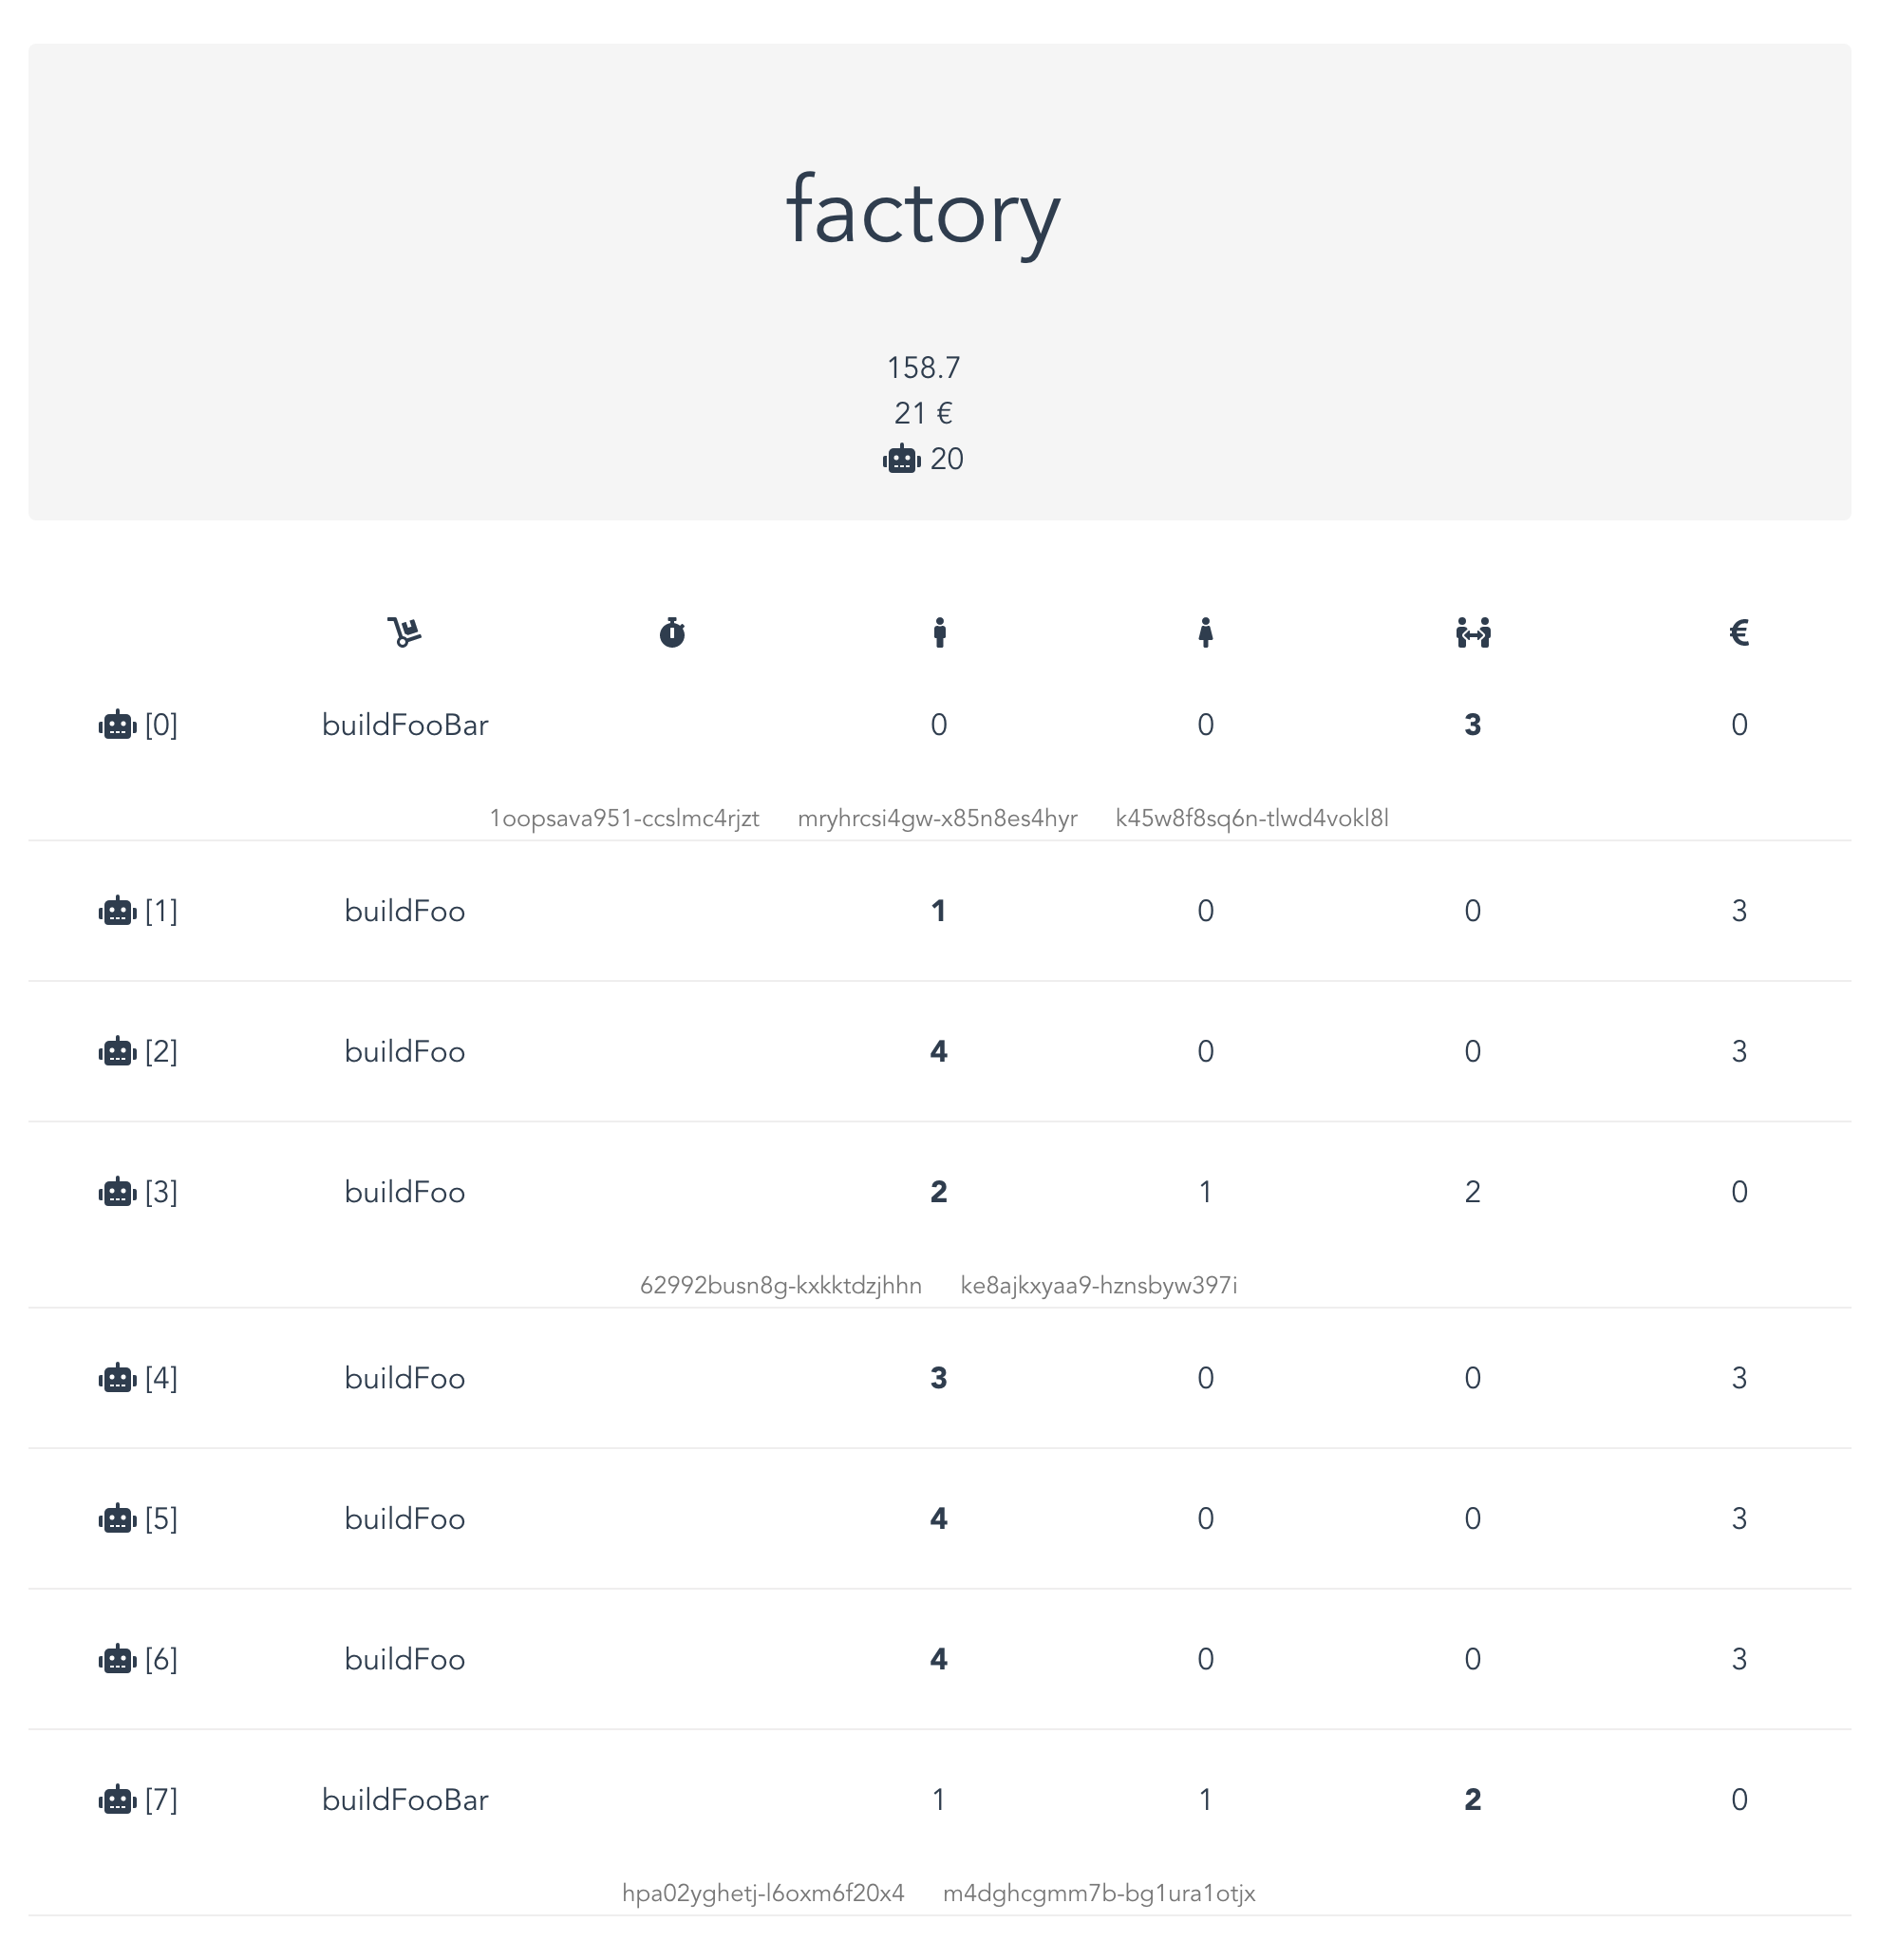 factory
158.7
21 €
20
€
[0] buildFooBar 0 0 3 0
1oopsava951-ccslmc4rjzt mryhrcsi4gw-x85n8es4hyr k45w8f8sq6n-tlwd4vokl8l
[1] buildFoo 1 0 0 3
[2] buildFoo 4 0 0 3
[3] buildFoo 2 1 2 0
62992busn8g-kxkktdzjhhn ke8ajkxyaa9-hznsbyw397i
[4] buildFoo 3 0 0 3
[5] buildFoo 4 0 0 3
[6] buildFoo 4 0 0 3
[7] buildFooBar 1 1 2 0
hpa02yghetj-l6oxm6f20x4 m4dghcgmm7b-bg1ura1otjx